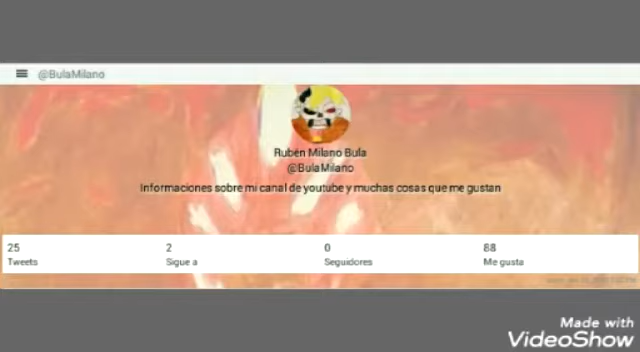 @BulaMilano
Rubén Milano Bula
@BulaMilano
Informaciones sobre mi canal de youtube y muchas cosas que me gustan
25 2 0 88
Tweets Sigue a Seguidores Me gusta
Made with
VideoShow